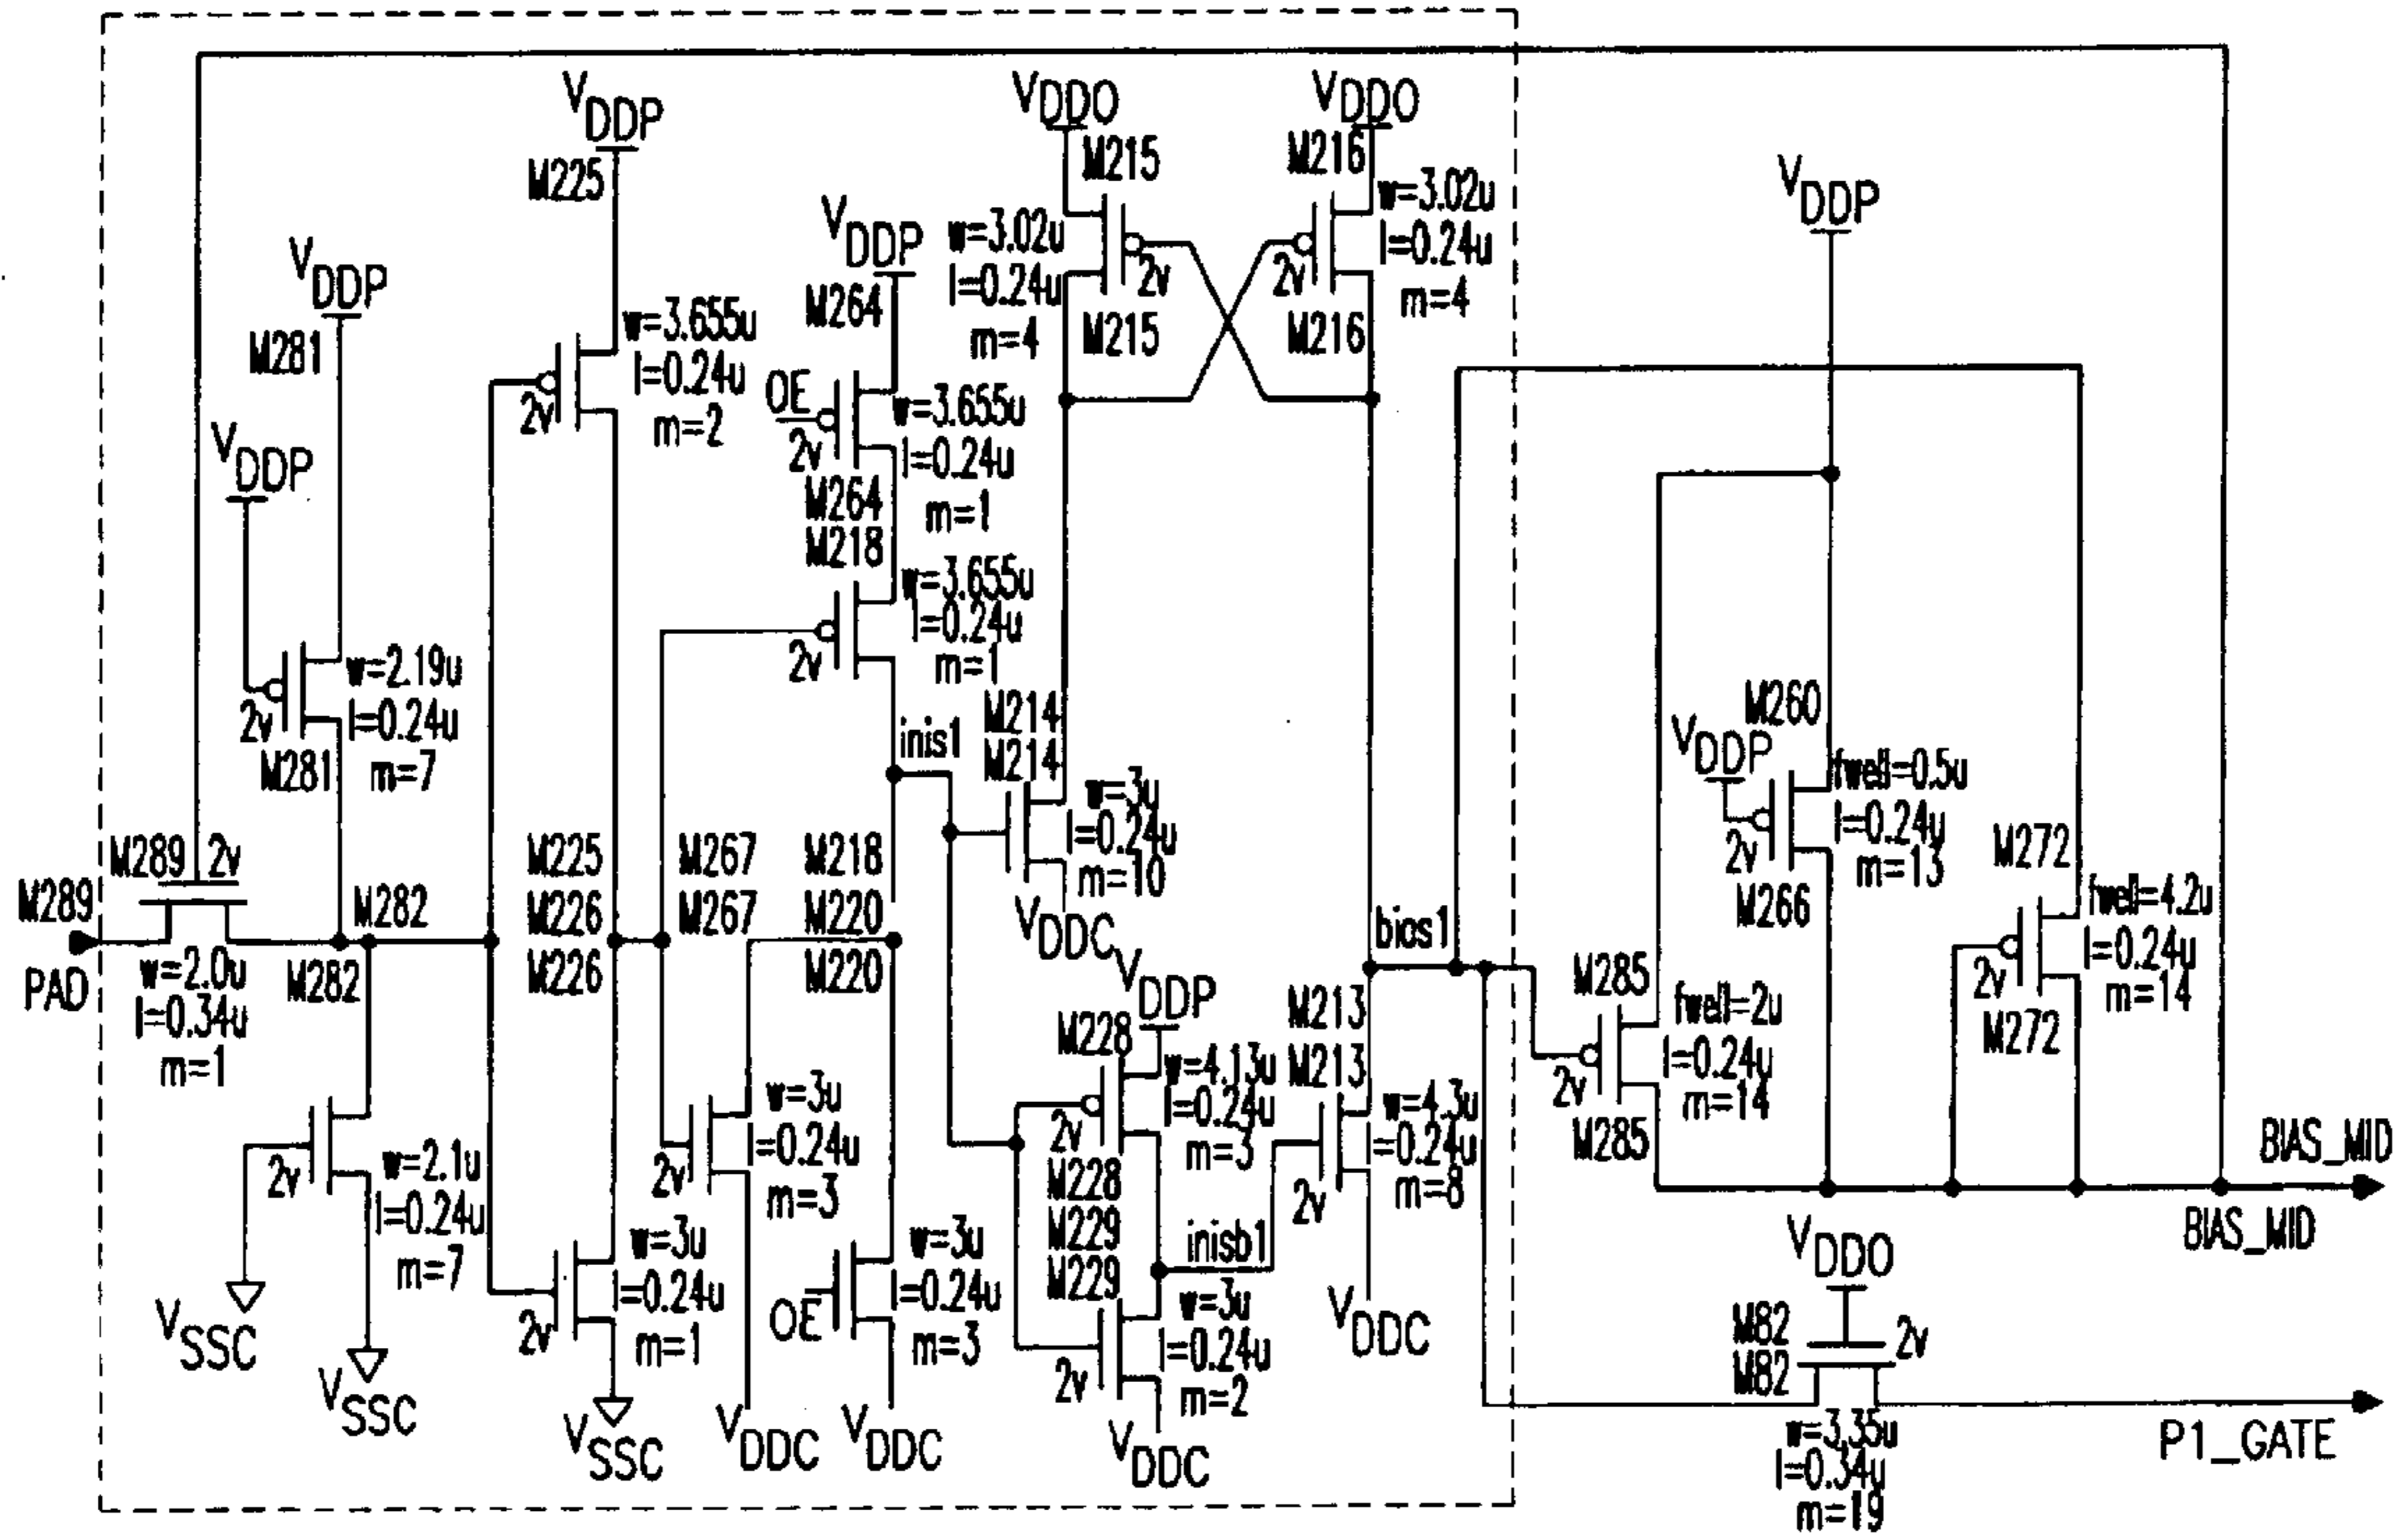 VDDP
M225
w=3.655u
l=0.24u
m=2
2v
VDDP
M281
VDDP
2v
w=2.19u
l=0.24u
m=7
M281
VDDP
M264
OE
2v
w=3.655u
l=0.24u
m=1
M264
M218
w=3.655u
l=0.24u
m=1
2v
inis1
VDDO
M215
w=3.02u
l=0.24u
m=4
2v
M215
VDDO
M216
w=3.02u
l=0.24u
m=4
2v
M216
VDDP
M214
M214
w=3u
l=0.24u
m=10
VDDC
M289
2v
M289
PAD
w=2.0u
l=0.34u
m=1
M282
M282
2v
w=2.1u
l=0.24u
m=7
VSSC
VSSC
M225
M226
M226
M267
M267
M218
M220
M220
2v
w=3u
l=0.24u
m=1
VSSC
2v
w=3u
l=0.24u
m=3
VDDC
OE
w=3u
l=0.24u
m=3
VDDC
VDDP
M228
w=4.13u
l=0.24u
m=3
2v
M228
M229
M229
inisb1
2v
w=3u
l=0.24u
m=2
VDDC
bias1
M213
M213
w=4.3u
l=0.24u
m=8
2v
VDDC
M260
VDDP
2v
fwell=0.5u
l=0.24u
m=13
M266
M285
fwell=2u
l=0.24u
m=14
2v
M285
M272
fwell=4.2u
l=0.24u
m=14
2v
M272
BIAS_MID
BIAS_MID
VDDO
M82
M82
2v
w=3.35u
l=0.34u
m=19
P1_GATE